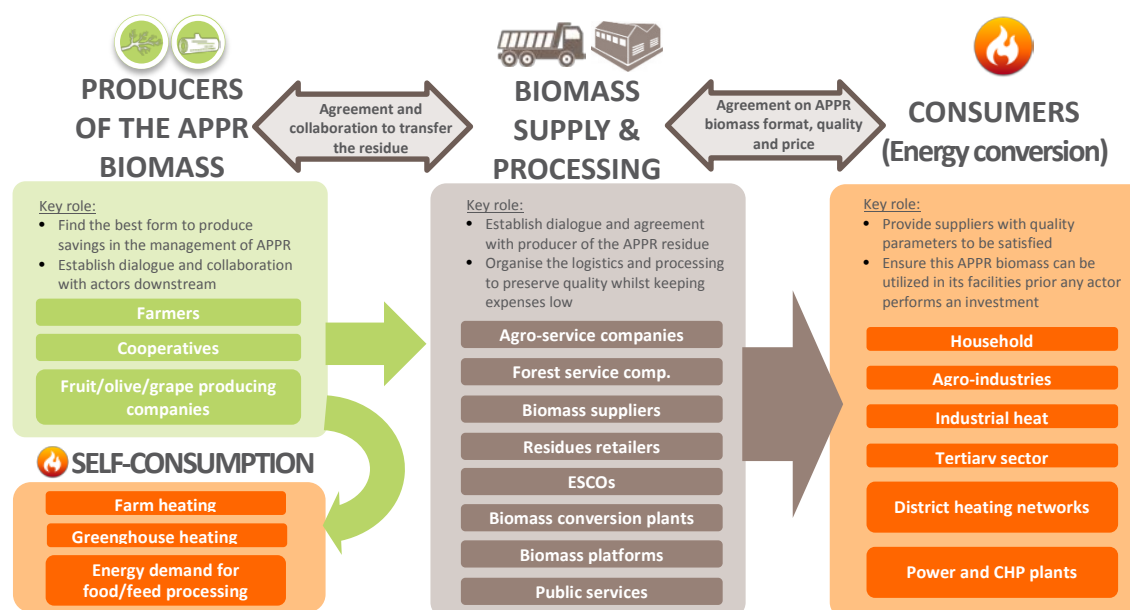 PRODUCERS
OF THE APPR
BIOMASS
Agreement and
collaboration to transfer
the residue
BIOMASS
SUPPLY &
PROCESSING
Agreement on APPR
biomass format, quality
and price
CONSUMERS
(Energy conversion)
Key role:
• Find the best form to produce
savings in the management of APPR
• Establish dialogue and collaboration
with actors downstream
Farmers
Cooperatives
Fruit/olive/grape producing
companies
SELF-CONSUMPTION
Farm heating
Greenghouse heating
Energy demand for
food/feed processing
Key role:
• Establish dialogue and agreement
with producer of the APPR residue
• Organise the logistics and processing
to preserve quality whilst keeping
expenses low
Agro-service companies
Forest service comp.
Biomass suppliers
Residues retailers
ESCOs
Biomass conversion plants
Biomass platforms
Public services
Key role:
• Provide suppliers with quality
parameters to be satisfied
• Ensure this APPR biomass can be
utilized in its facilities prior any actor
performs an investment
Household
Agro-industries
Industrial heat
Tertiary sector
District heating networks
Power and CHP plants